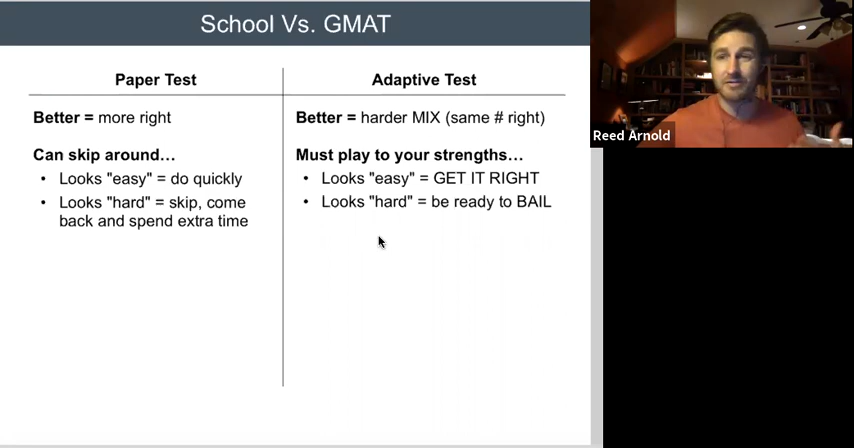 School Vs. GMAT
Paper Test
Better = more right
Can skip around…
• Looks "easy" = do quickly
• Looks "hard" = skip, come
back and spend extra time
Adaptive Test
Better = harder MIX (same # right)
Must play to your strengths…
• Looks "easy" = GET IT RIGHT
• Looks "hard" = be ready to BAIL
Reed Arnold